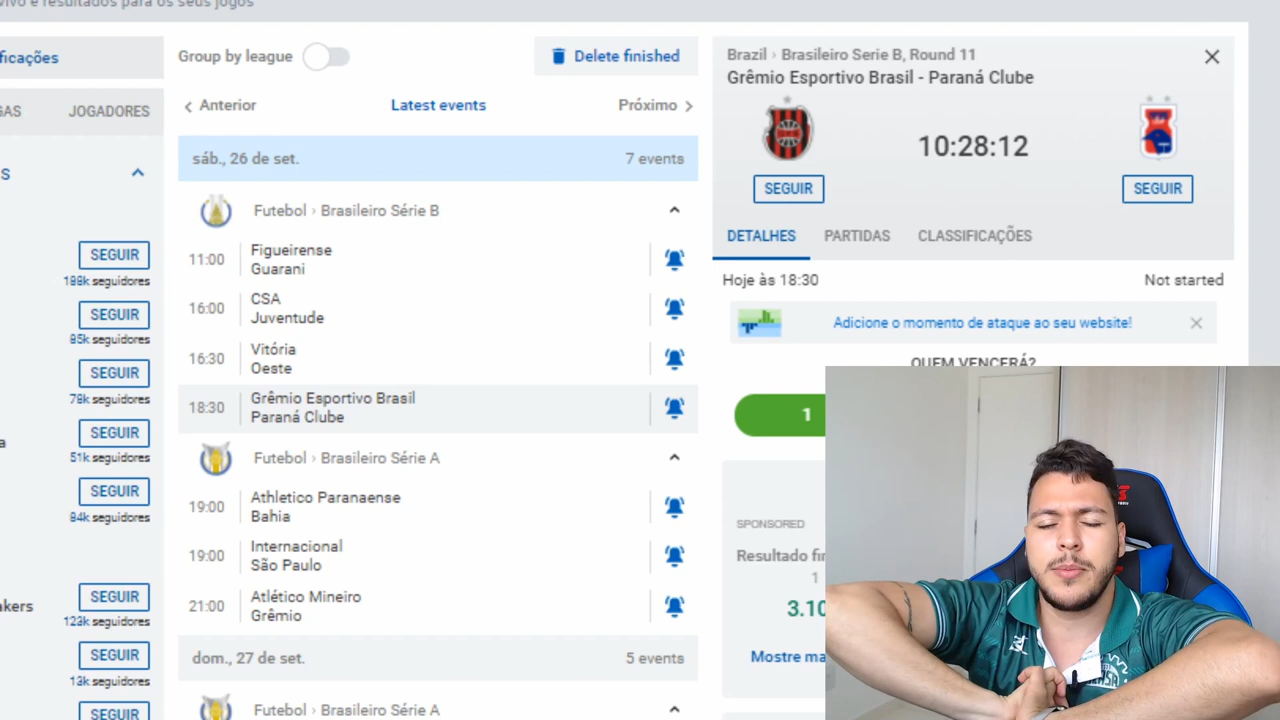 vivo e resultados para os seus jogos
ficações
GAS
JOGADORES
S
SEGUIR
188k seguidores
SEGUIR
85k seguidores
SEGUIR
78k seguidores
SEGUIR
a
51k seguidores
SEGUIR
84k seguidores
SEGUIR
akers
123k seguidores
SEGUIR
13k seguidores
SEGUIR
Group by league
Delete finished
Anterior
Latest events
Próximo
sáb., 26 de set.
7 events
Futebol › Brasileiro Série B
11:00
Figueirense
Guarani
16:00
CSA
Juventude
16:30
Vitória
Oeste
18:30
Grêmio Esportivo Brasil
Paraná Clube
Futebol › Brasileiro Série A
19:00
Athletico Paranaense
Bahia
19:00
Internacional
São Paulo
21:00
Atlético Mineiro
Grêmio
dom., 27 de set.
5 events
Futebol › Brasileiro Série A
Brazil › Brasileiro Serie B, Round 11
Grêmio Esportivo Brasil - Paraná Clube
10:28:12
SEGUIR
SEGUIR
DETALHES
PARTIDAS
CLASSIFICAÇÕES
Hoje às 18:30
Not started
Adicione o momento de ataque ao seu website!
QUEM VENCERÁ?
1
SPONSORED
Resultado fin
1
3.10
Mostre ma